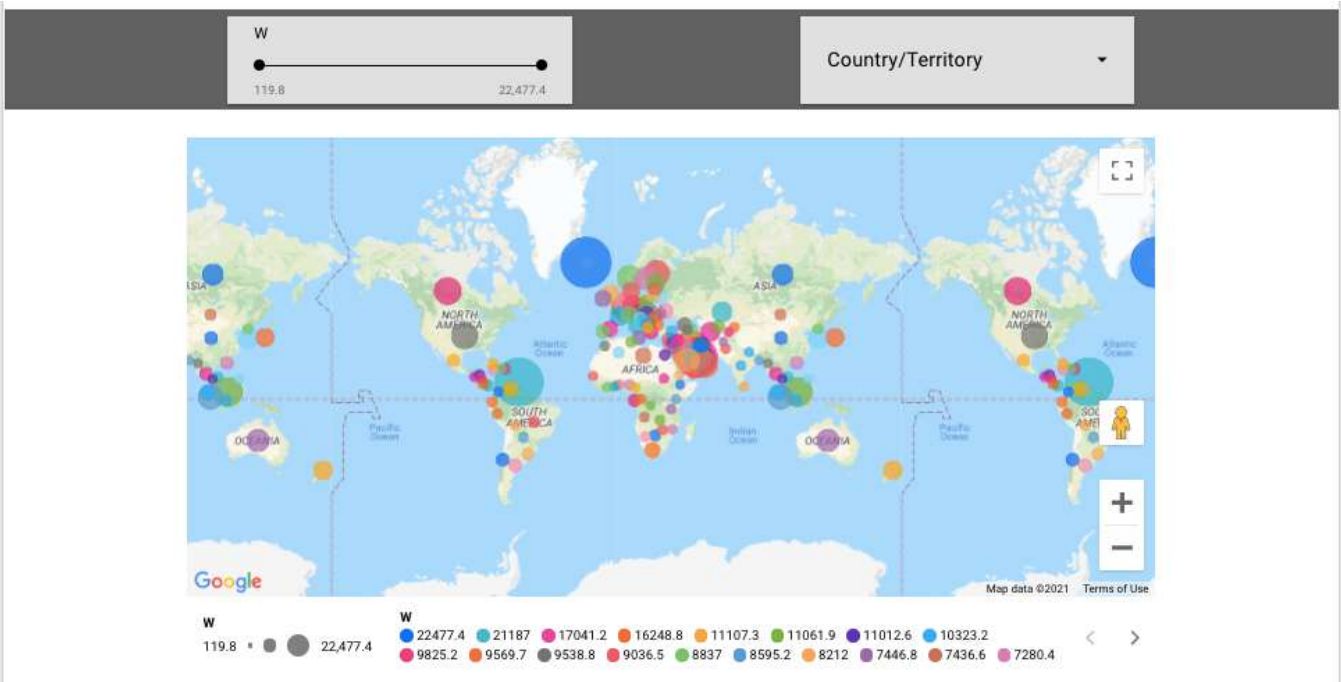 W
119.8 22,477.4
Country/Territory
ASIA
ASIA
NORTH
AMERICA
NORTH
AMERICA
Atlantic
Ocean
Atlantic
Ocean
AFRICA
SOUTH
AMERICA
Pacific
Ocean
Indian
Ocean
Pacific
Ocean
OCEANIA
OCEANIA
Google
Map data ©2021 Terms of Use
W
119.8 22,477.4
W
22477.4 21187 17041.2 16248.8 11107.3 11061.9 11012.6 10323.2
9825.2 9569.7 9538.8 9036.5 8837 8595.2 8212 7446.8 7436.6 7280.4